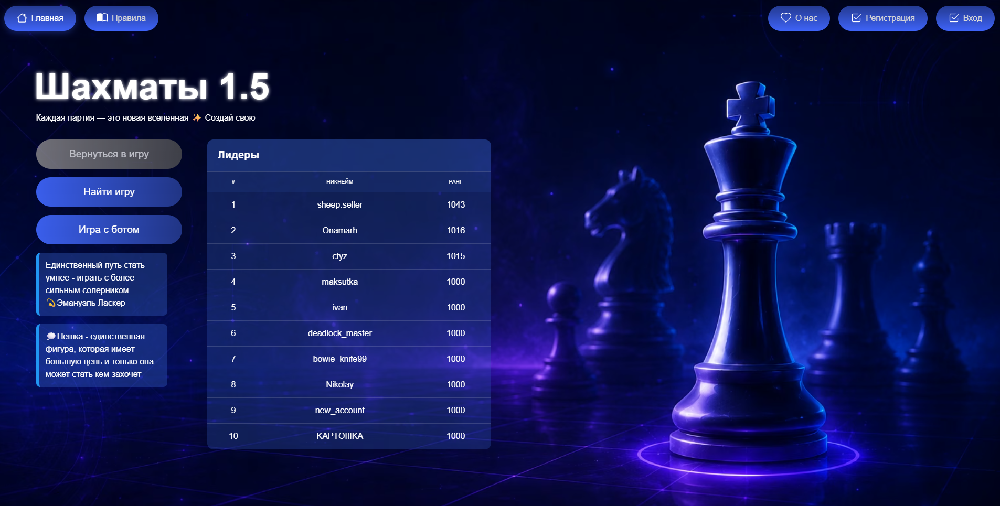 Главная
Правила
О нас
Регистрация
Вход
Шахматы 1.5
Каждая партия — это новая вселенная ✨ Создай свою
Вернуться в игру
Найти игру
Игра с ботом
Единственный путь стать
умнее - играть с более
сильным соперником
💫Эмануэль Ласкер
💭Пешка - единственная
фигура, которая имеет
большую цель и только она
может стать кем захочет
Лидеры
# НИКНЕЙМ РАНГ
1 sheep.seller 1043
2 Onamarh 1016
3 cfyz 1015
4 maksutka 1000
5 ivan 1000
6 deadlock_master 1000
7 bowie_knife99 1000
8 Nikolay 1000
9 new_account 1000
10 KAPTOIIIKA 1000